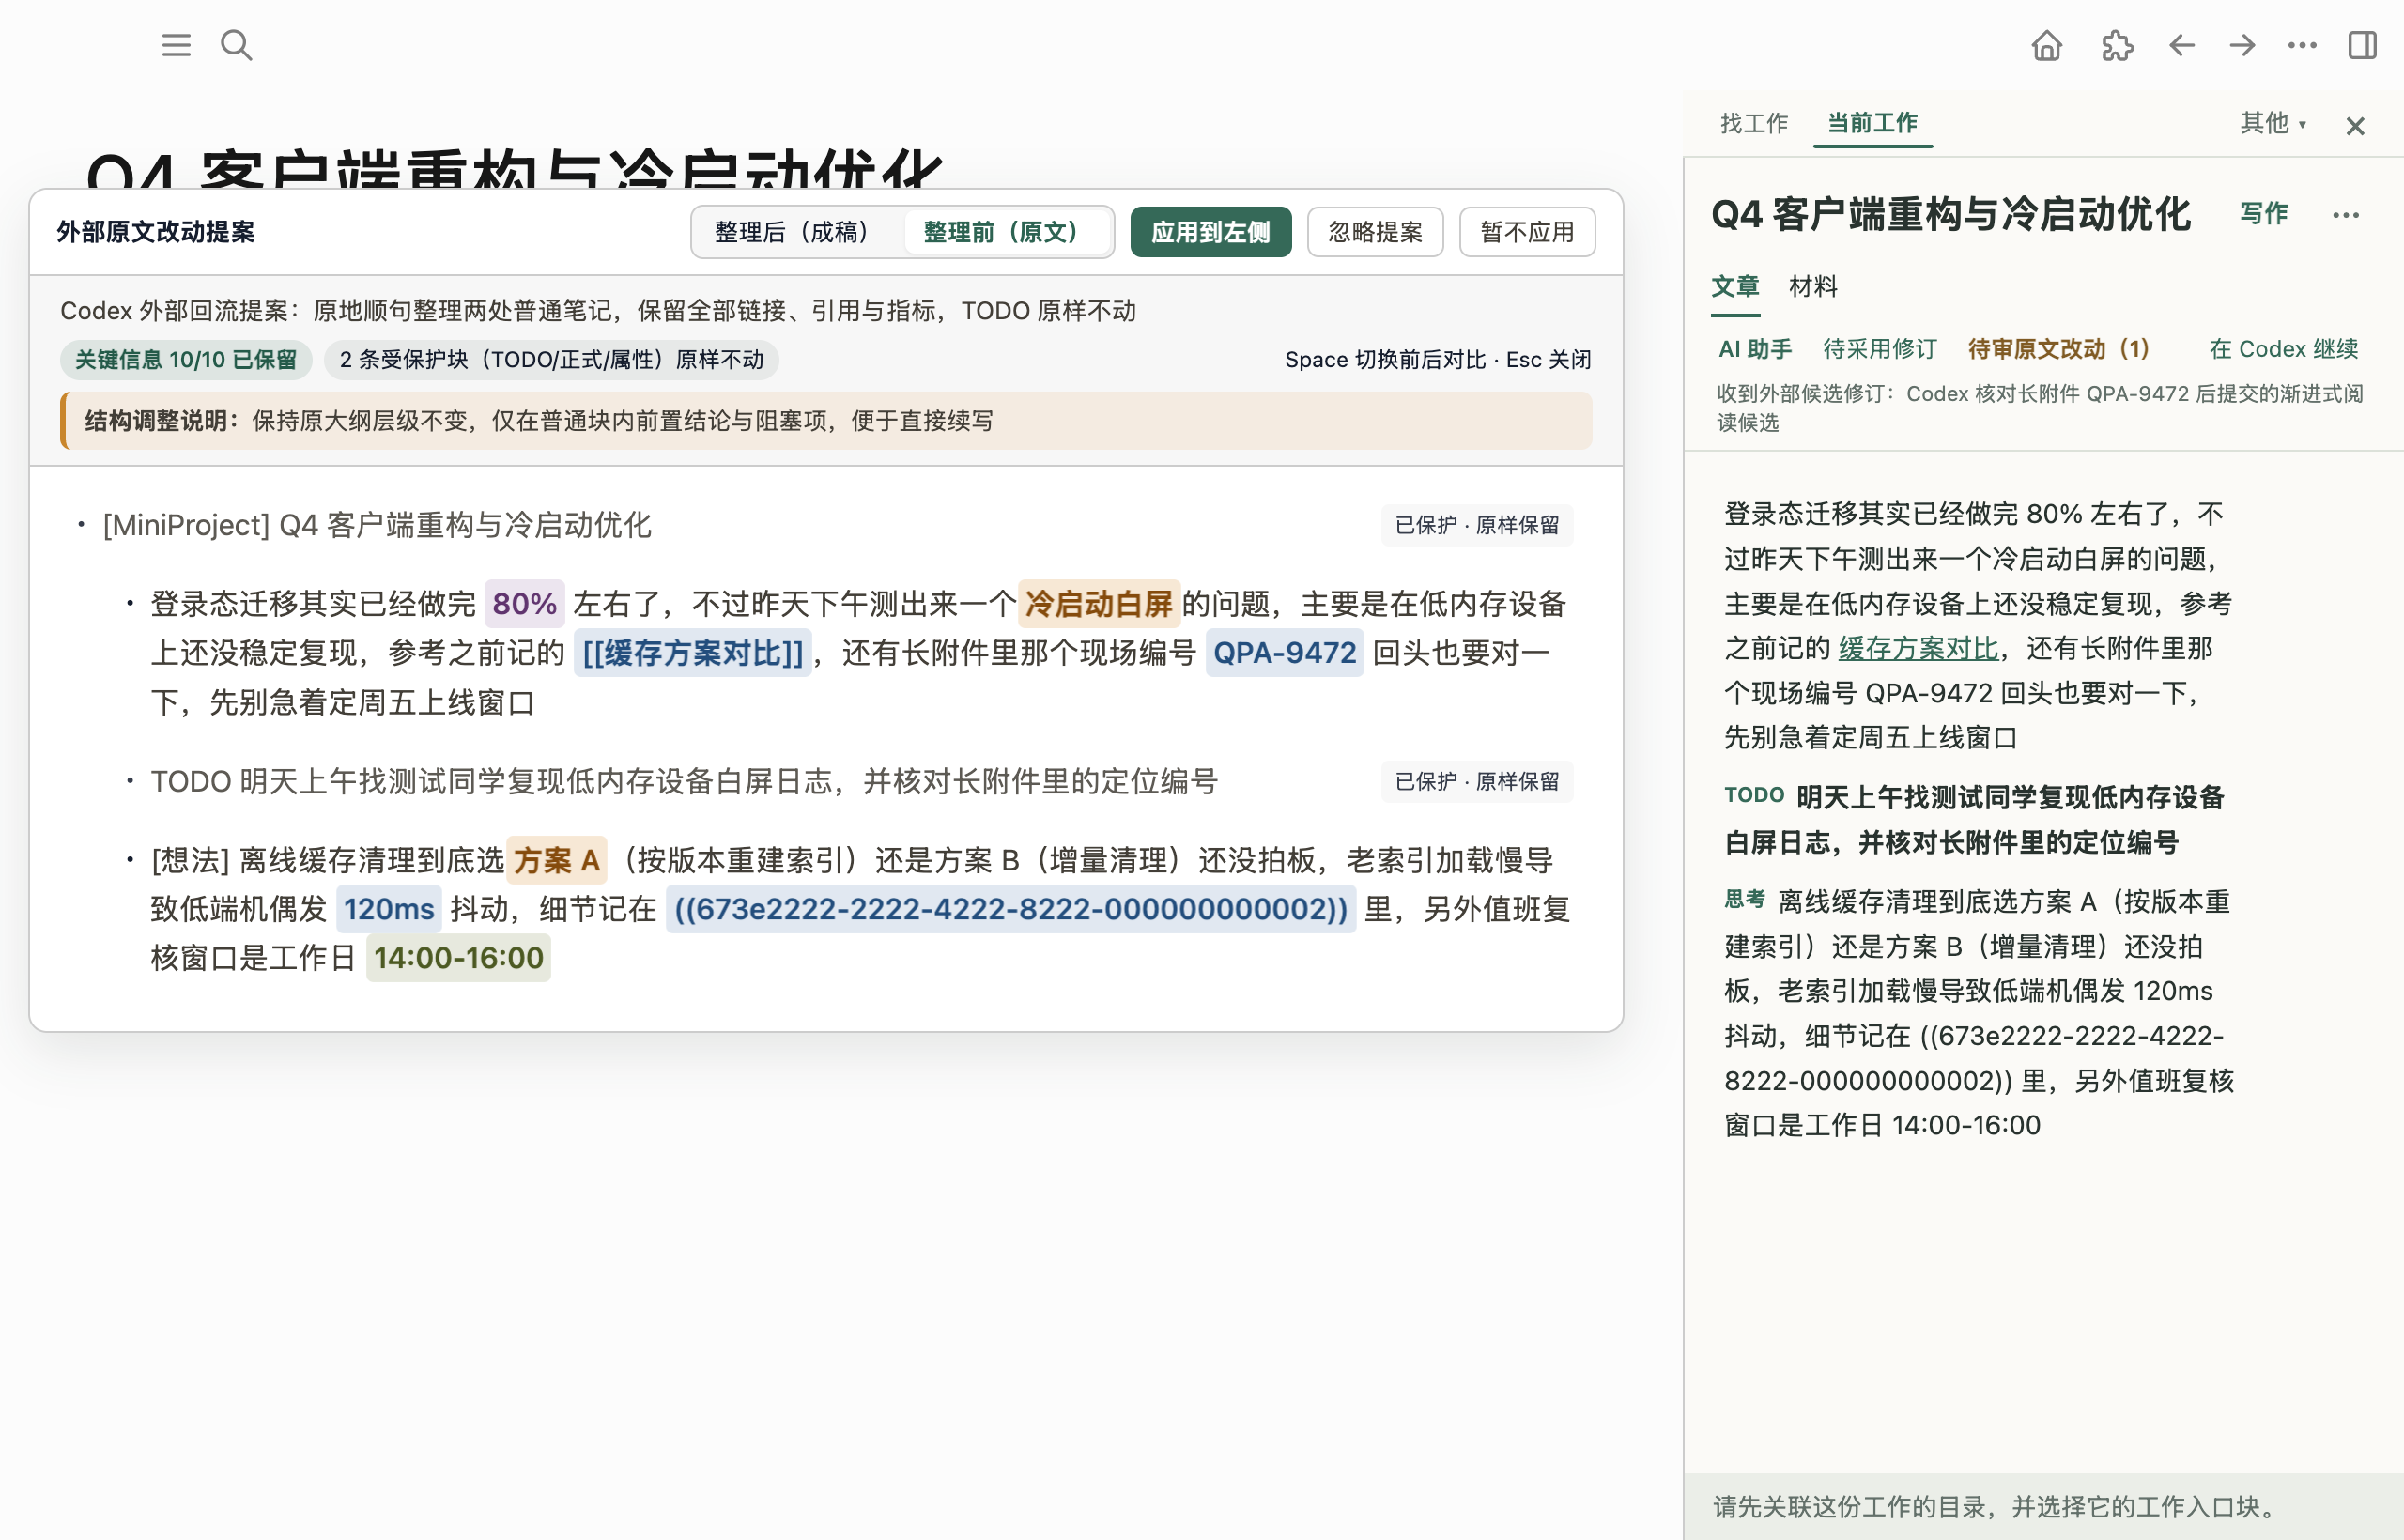 Q4 客户端重构与冷启动优化
外部原文改动提案
整理后（成稿） 整理前（原文） 应用到左侧 忽略提案 暂不应用
Codex 外部回流提案：原地顺句整理两处普通笔记，保留全部链接、引用与指标，TODO 原样不动
关键信息 10/10 已保留 2 条受保护块（TODO/正式/属性）原样不动 Space 切换前后对比 · Esc 关闭
结构调整说明：保持原大纲层级不变，仅在普通块内前置结论与阻塞项，便于直接续写
[MiniProject] Q4 客户端重构与冷启动优化 已保护 · 原样保留
登录态迁移其实已经做完 80% 左右了，不过昨天下午测出来一个冷启动白屏的问题，主要是在低内存设备
上还没稳定复现，参考之前记的 [[缓存方案对比]]，还有长附件里那个现场编号 QPA-9472 回头也要对一
下，先别急着定周五上线窗口
TODO 明天上午找测试同学复现低内存设备白屏日志，并核对长附件里的定位编号 已保护 · 原样保留
[想法] 离线缓存清理到底选方案 A（按版本重建索引）还是方案 B（增量清理）还没拍板，老索引加载慢导
致低端机偶发 120ms 抖动，细节记在 ((673e2222-2222-4222-8222-000000000002)) 里，另外值班复
核窗口是工作日 14:00-16:00
找工作 当前工作 其他 ▾ ×
Q4 客户端重构与冷启动优化 写作 ···
文章 材料
AI 助手 待采用修订 待审原文改动（1） 在 Codex 继续
收到外部候选修订：Codex 核对长附件 QPA-9472 后提交的渐进式阅
读候选
登录态迁移其实已经做完 80% 左右了，不
过昨天下午测出来一个冷启动白屏的问题，
主要是在低内存设备上还没稳定复现，参考
之前记的 缓存方案对比，还有长附件里那
个现场编号 QPA-9472 回头也要对一下，
先别急着定周五上线窗口
TODO 明天上午找测试同学复现低内存设备
白屏日志，并核对长附件里的定位编号
思考 离线缓存清理到底选方案 A（按版本重
建索引）还是方案 B（增量清理）还没拍
板，老索引加载慢导致低端机偶发 120ms
抖动，细节记在 ((673e2222-2222-4222-
8222-000000000002)) 里，另外值班复核
窗口是工作日 14:00-16:00
请先关联这份工作的目录，并选择它的工作入口块。